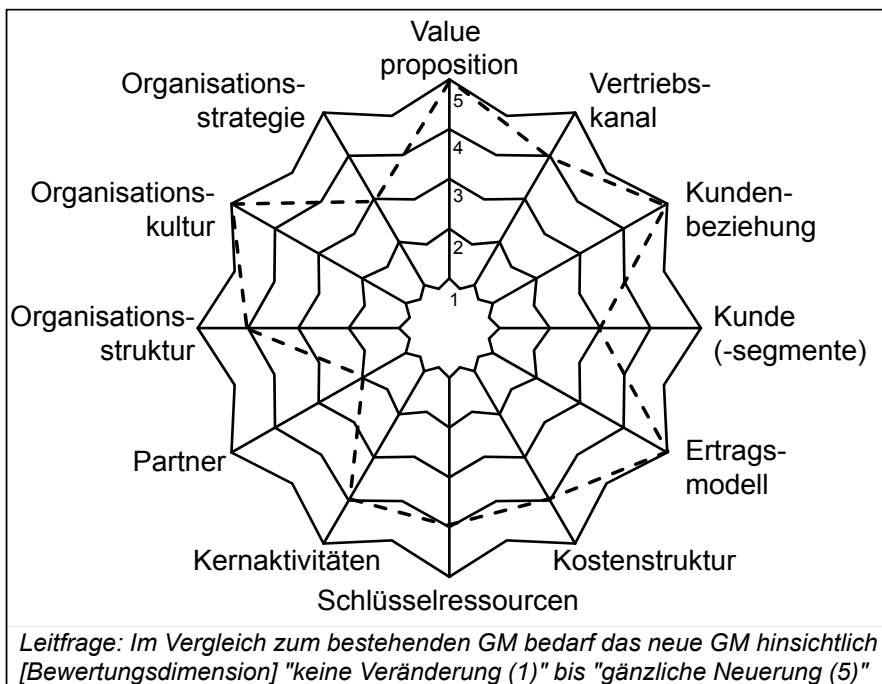 Value
proposition
Vertriebs-
kanal
Kunden-
beziehung
Kunde
(-segmente)
Ertrags-
modell
Kostenstruktur
Schlüsselressourcen
Kernaktivitäten
Partner
Organisations-
struktur
Organisations-
kultur
Organisations-
strategie
5
4
3
2
1
Leitfrage: Im Vergleich zum bestehenden GM bedarf das neue GM hinsichtlich
[Bewertungsdimension] "keine Veränderung (1)" bis "gänzliche Neuerung (5)"